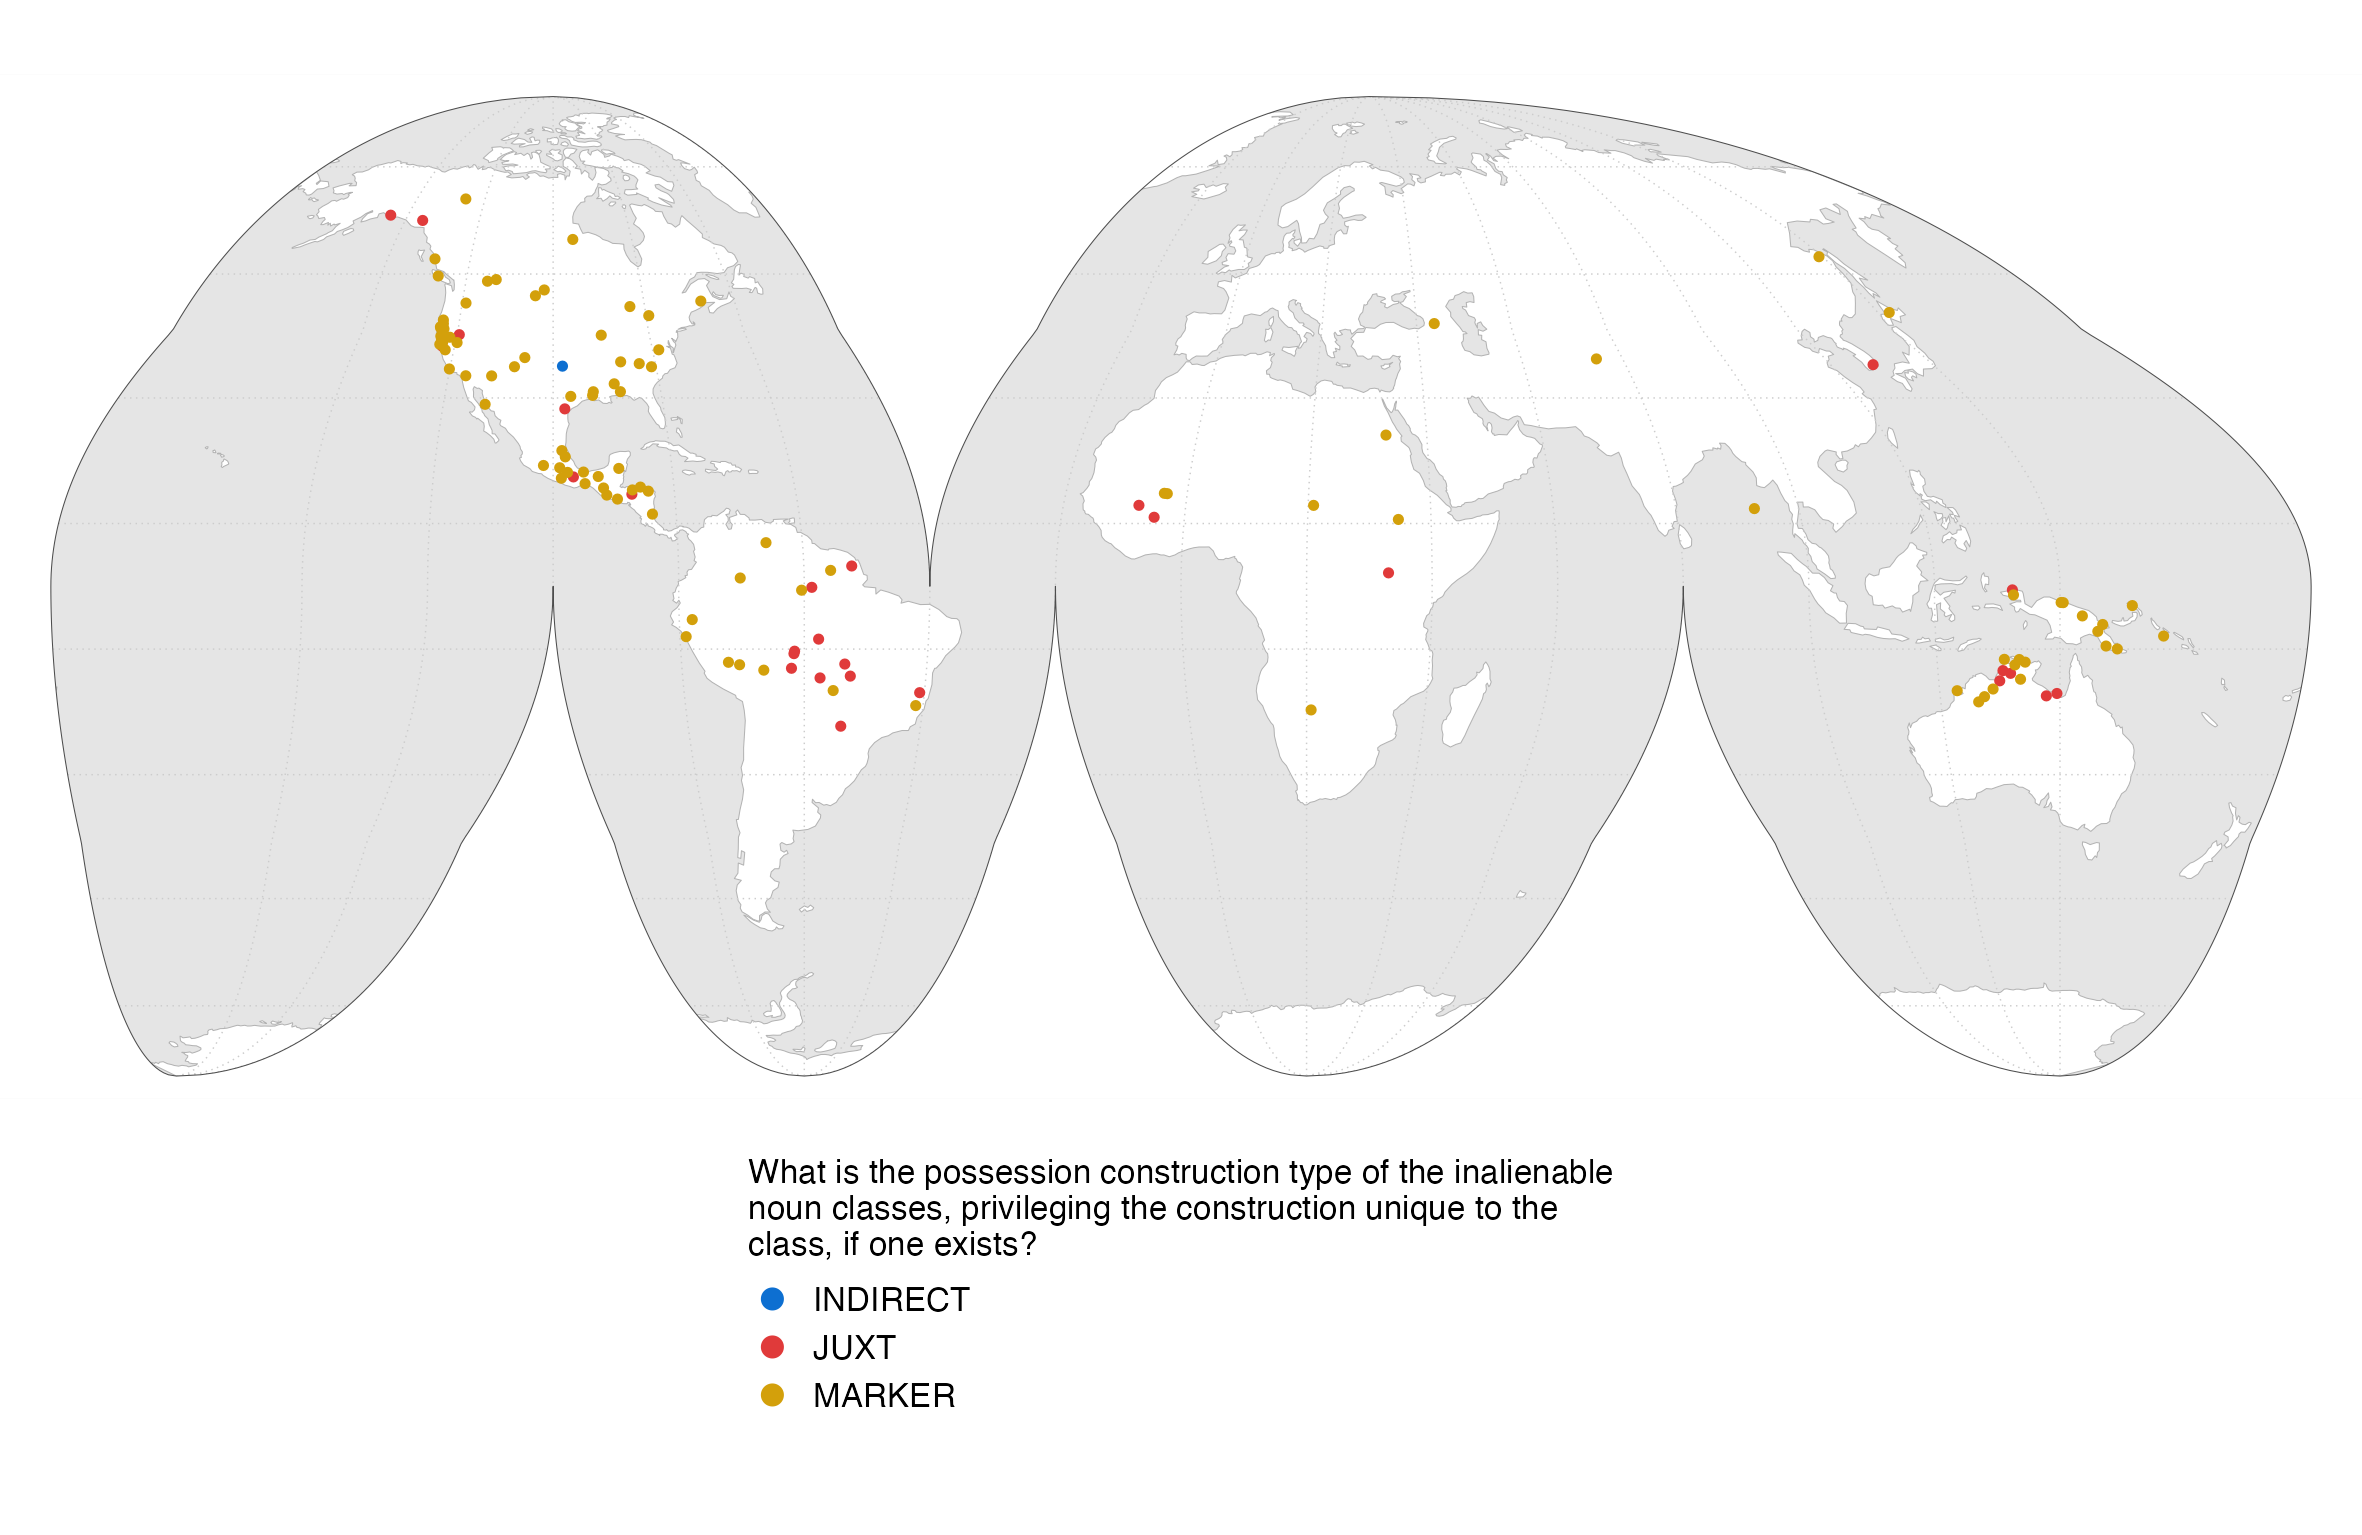 What is the possession construction type of the inalienable
noun classes, privileging the construction unique to the
class, if one exists?
INDIRECT
JUXT
MARKER